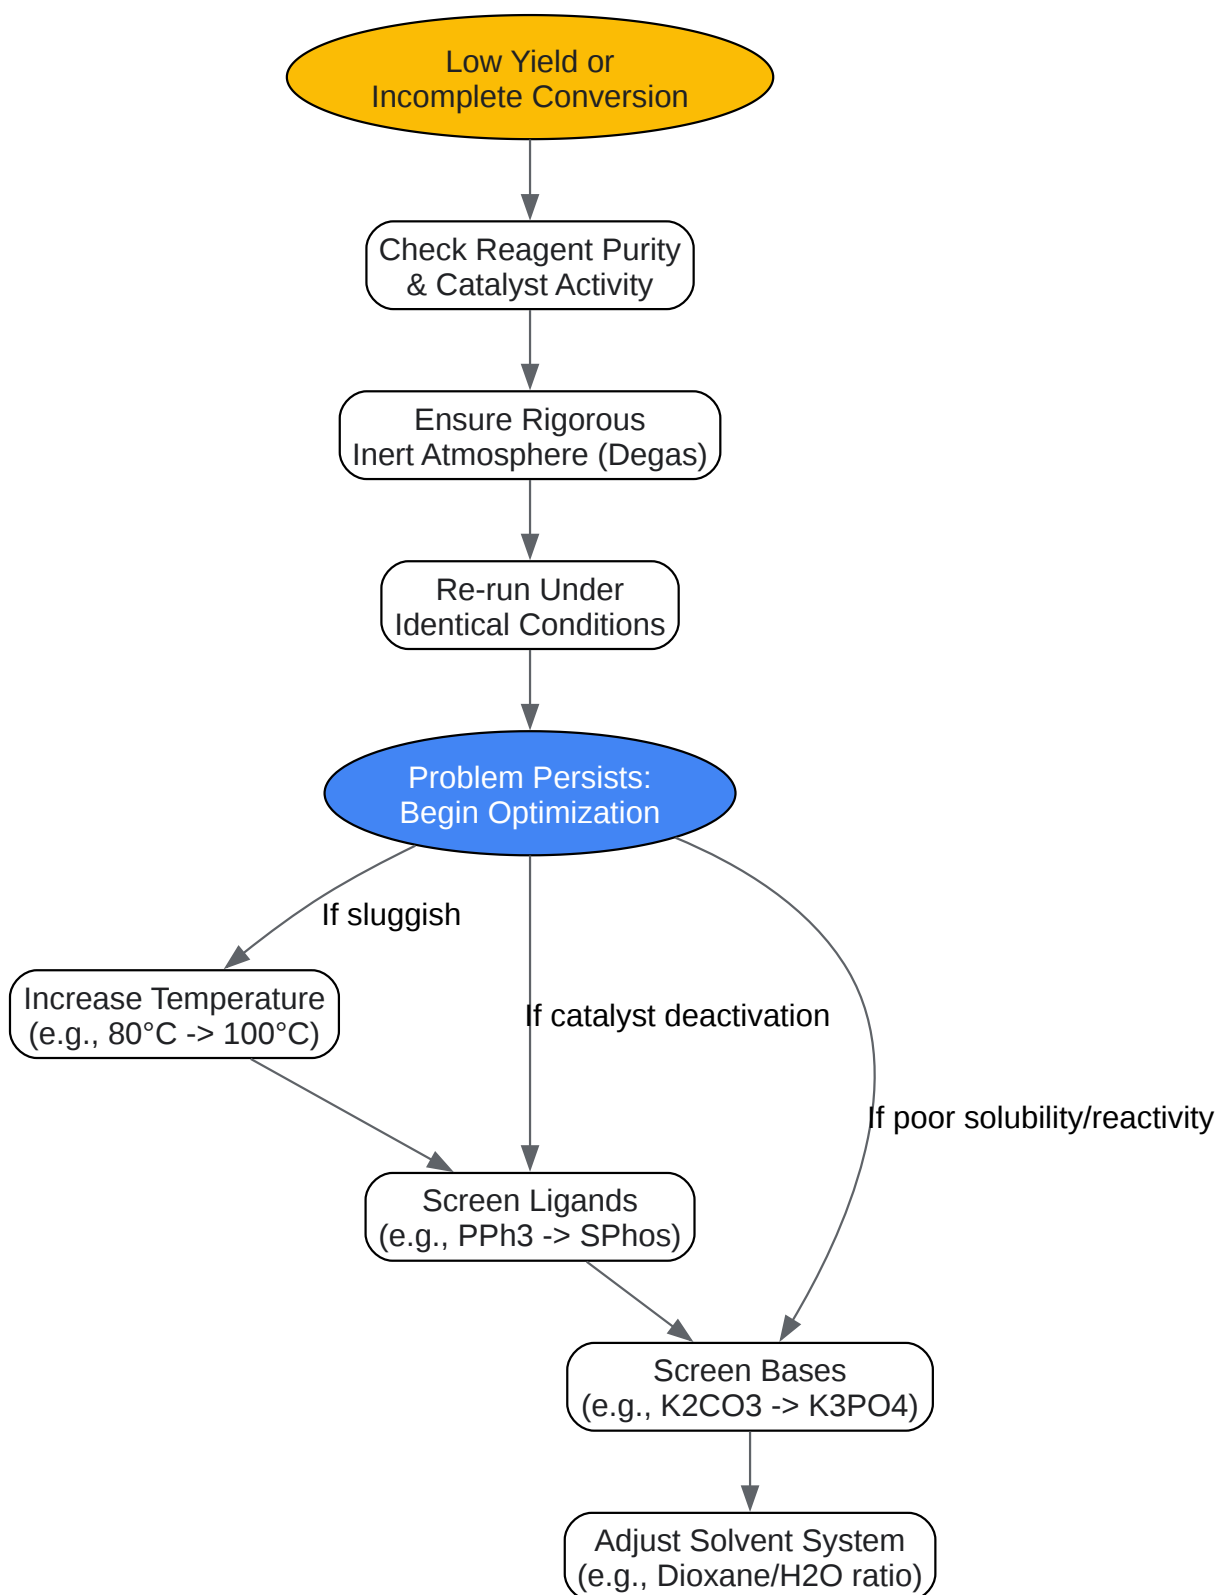 Low Yield or
Incomplete Conversion
Check Reagent Purity
& Catalyst Activity
Ensure Rigorous
Inert Atmosphere (Degas)
Re-run Under
Identical Conditions
Problem Persists:
Begin Optimization
If sluggish
Increase Temperature
(e.g., 80°C -> 100°C)
If catalyst deactivation
If poor solubility/reactivity
Screen Ligands
(e.g., PPh3 -> SPhos)
Screen Bases
(e.g., K2CO3 -> K3PO4)
Adjust Solvent System
(e.g., Dioxane/H2O ratio)